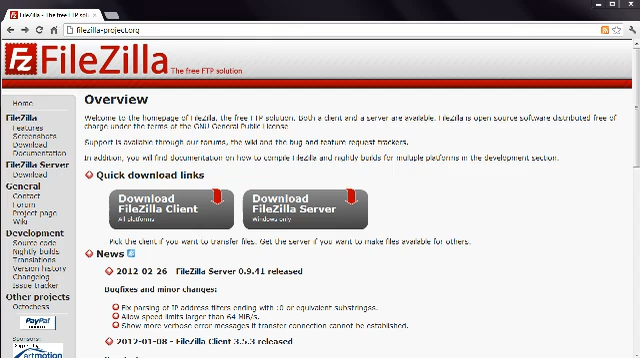 FileZilla - The free FTP sol...
filezilla-project.org
FZ FileZilla The free FTP solution
Home
FileZilla
Features
Screenshots
Download
Documentation
FileZilla Server
Download
General
Contact
Forum
Project page
Wiki
Development
Source code
Nightly builds
Translations
Version history
Changelog
Issue tracker
Other projects
Octochess
PayPal
Sponsors:
artmotion
Overview
Welcome to the homepage of FileZilla, the free FTP solution. Both a client and a server are available. FileZilla is open source software distributed free of
charge under the terms of the GNU General Public License
Support is available through our forums, the wiki and the bug and feature request trackers.
In addition, you will find documentation on how to compile FileZilla and nightly builds for multiple platforms in the development section.
Quick download links
Download
FileZilla Client
All platforms
Download
FileZilla Server
Windows only
Pick the client if you want to transfer files. Get the server if you want to make files available for others.
News
2012-02-26 - FileZilla Server 0.9.41 released
Bugfixes and minor changes:
Fix parsing of IP address filters ending with :0 or equivalent substringss.
Allow speed limits larger than 64 MiB/s.
Show more verbose error messages if transfer connection cannot be established.
2012-01-08 - FileZilla Client 3.5.3 released